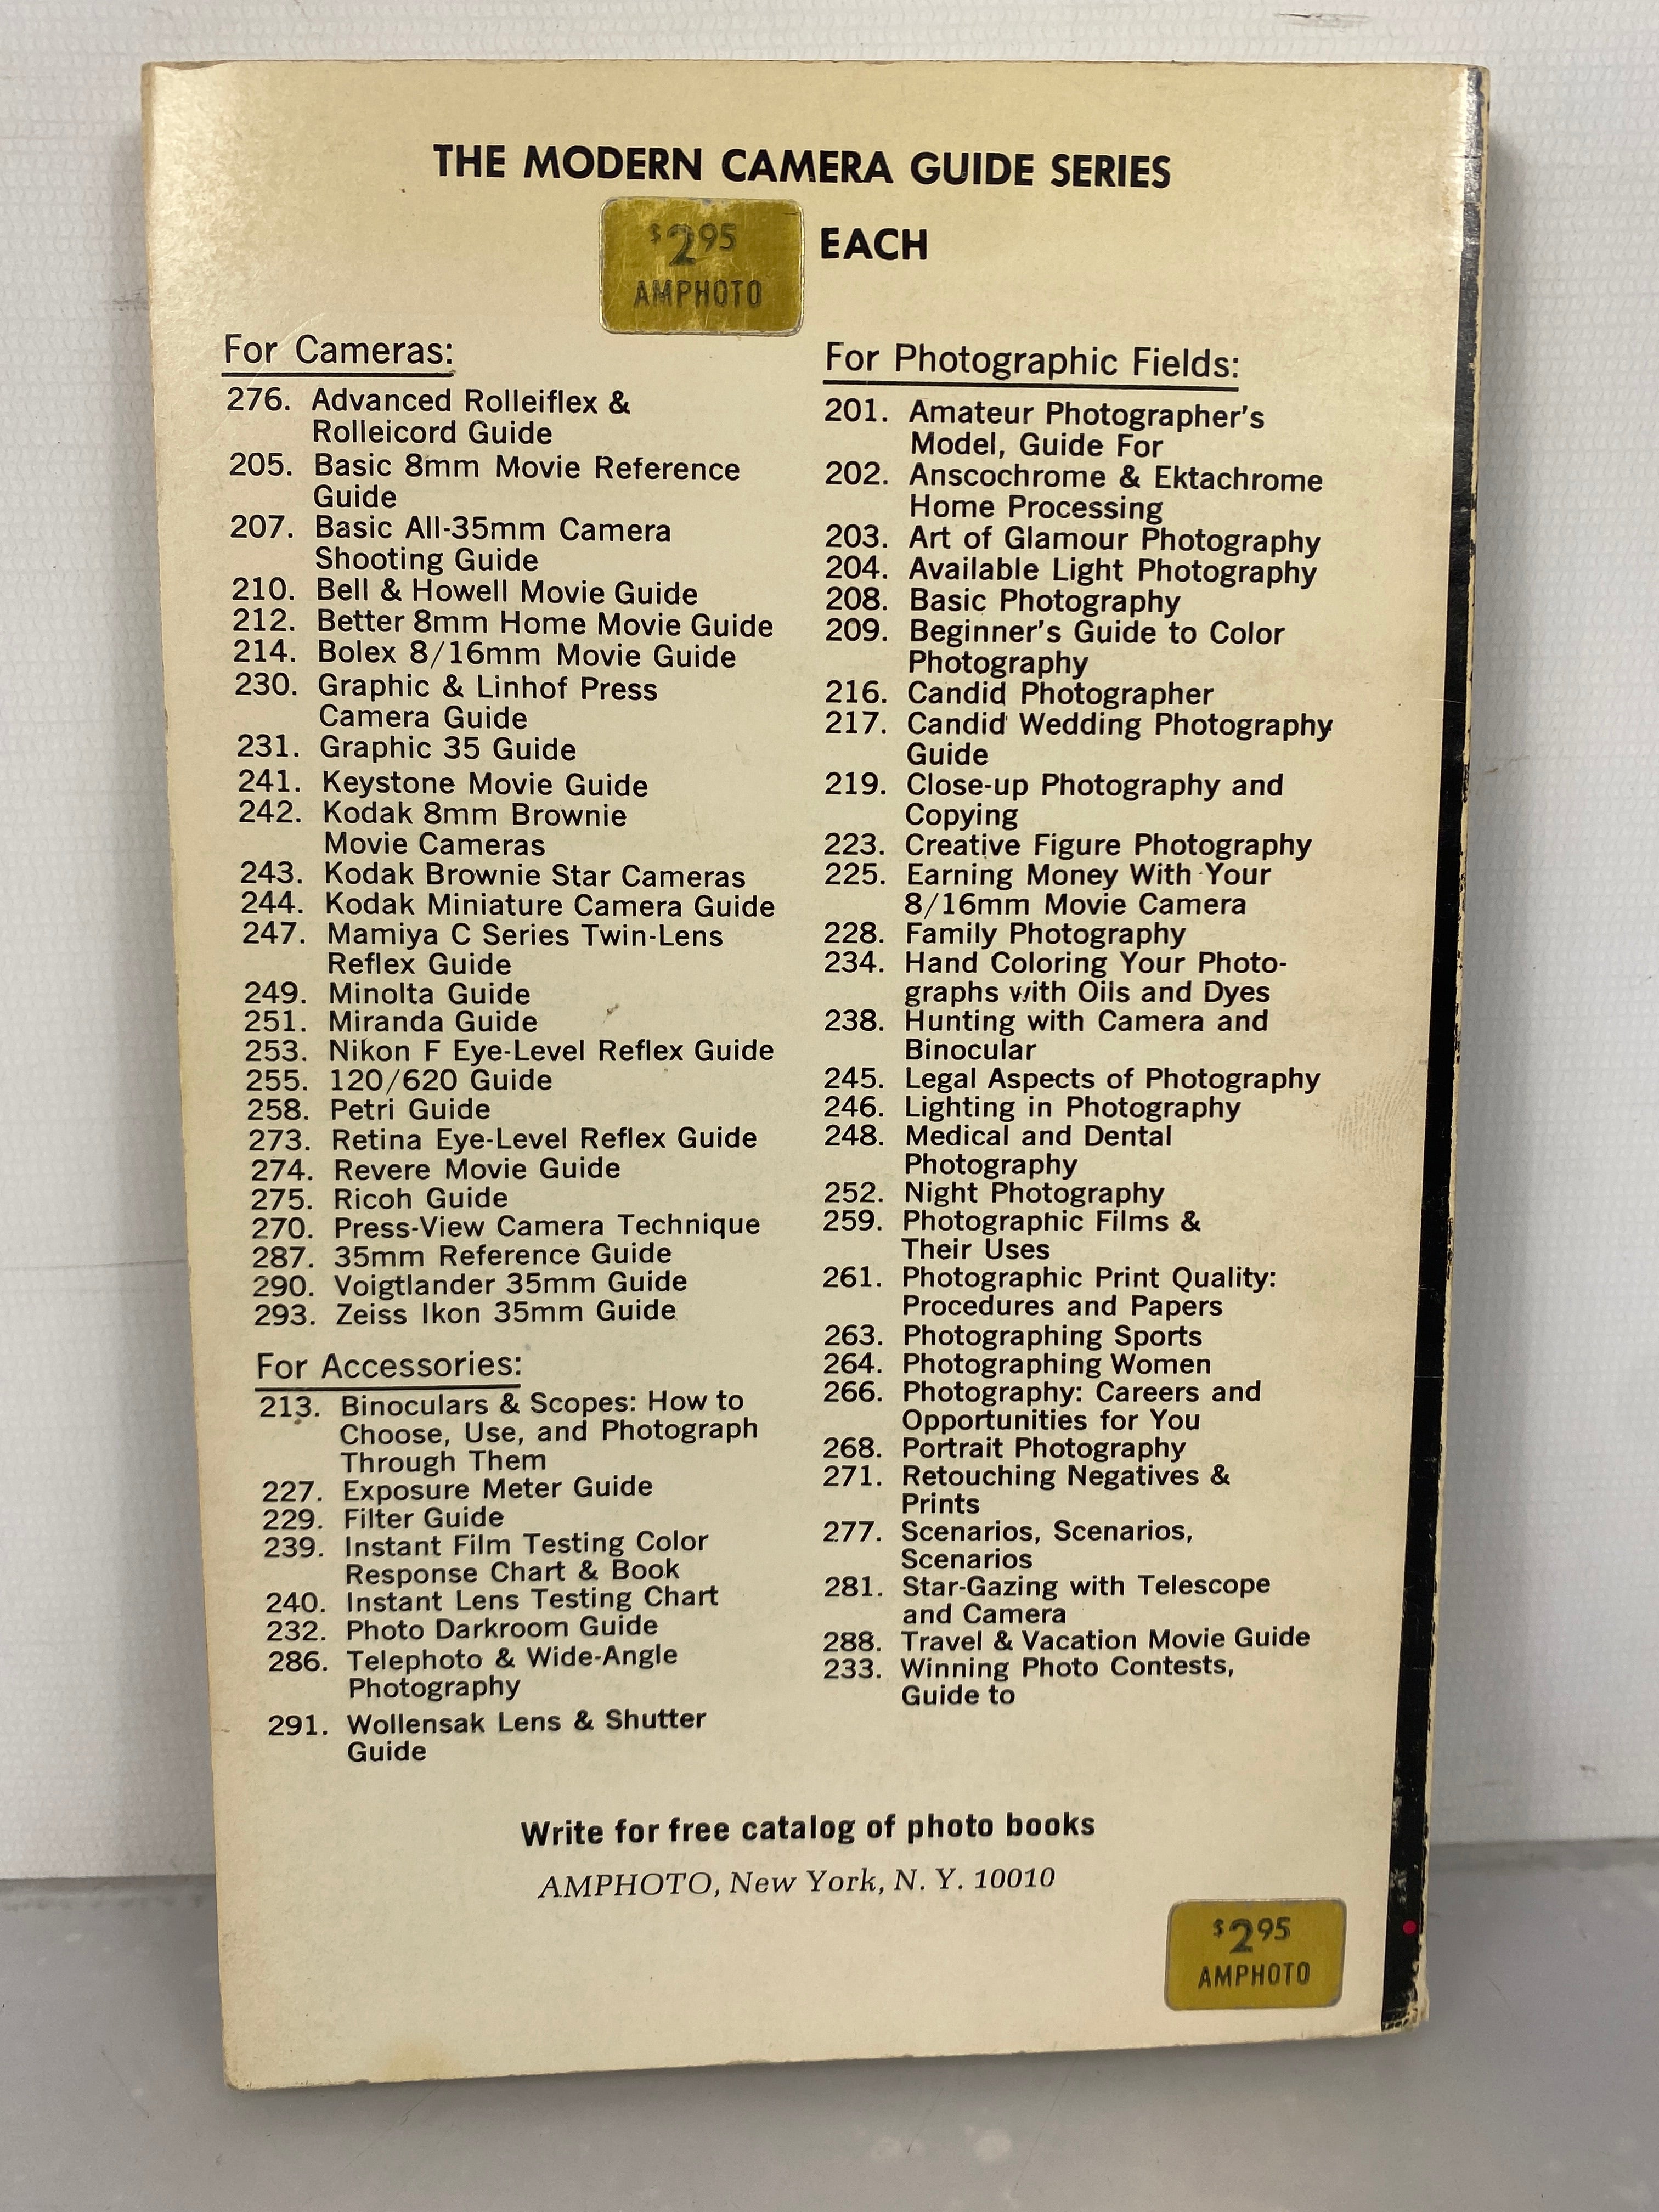 THE MODERN CAMERA GUIDE SERIES
$2.95
AMPHOTO
EACH
For Cameras:
276. Advanced Rolleiflex &
Rolleicord Guide
205. Basic 8mm Movie Reference
Guide
207. Basic All-35mm Camera
Shooting Guide
210. Bell & Howell Movie Guide
212. Better 8mm Home Movie Guide
214. Bolex 8/16mm Movie Guide
230. Graphic & Linhof Press
Camera Guide
231. Graphic 35 Guide
241. Keystone Movie Guide
242. Kodak 8mm Brownie
Movie Cameras
243. Kodak Brownie Star Cameras
244. Kodak Miniature Camera Guide
247. Mamiya C Series Twin-Lens
Reflex Guide
249. Minolta Guide
251. Miranda Guide
253. Nikon F Eye-Level Reflex Guide
255. 120/620 Guide
258. Petri Guide
273. Retina Eye-Level Reflex Guide
274. Revere Movie Guide
275. Ricoh Guide
270. Press-View Camera Technique
287. 35mm Reference Guide
290. Voigtlander 35mm Guide
293. Zeiss Ikon 35mm Guide
For Accessories:
213. Binoculars & Scopes: How to
Choose, Use, and Photograph
Through Them
227. Exposure Meter Guide
229. Filter Guide
239. Instant Film Testing Color
Response Chart & Book
240. Instant Lens Testing Chart
232. Photo Darkroom Guide
286. Telephoto & Wide-Angle
Photography
291. Wollensak Lens & Shutter
Guide
For Photographic Fields:
201. Amateur Photographer's
Model, Guide For
202. Anscochrome & Ektachrome
Home Processing
203. Art of Glamour Photography
204. Available Light Photography
208. Basic Photography
209. Beginner's Guide to Color
Photography
216. Candid Photographer
217. Candid Wedding Photography
Guide
219. Close-up Photography and
Copying
223. Creative Figure Photography
225. Earning Money With Your
8/16mm Movie Camera
228. Family Photography
234. Hand Coloring Your Photo-
graphs with Oils and Dyes
238. Hunting with Camera and
Binocular
245. Legal Aspects of Photography
246. Lighting in Photography
248. Medical and Dental
Photography
252. Night Photography
259. Photographic Films &
Their Uses
261. Photographic Print Quality:
Procedures and Papers
263. Photographing Sports
264. Photographing Women
266. Photography: Careers and
Opportunities for You
268. Portrait Photography
271. Retouching Negatives &
Prints
277. Scenarios, Scenarios,
Scenarios
281. Star-Gazing with Telescope
and Camera
288. Travel & Vacation Movie Guide
233. Winning Photo Contests,
Guide to
Write for free catalog of photo books
AMPHOTO, New York, N. Y. 10010
$2.95
AMPHOTO